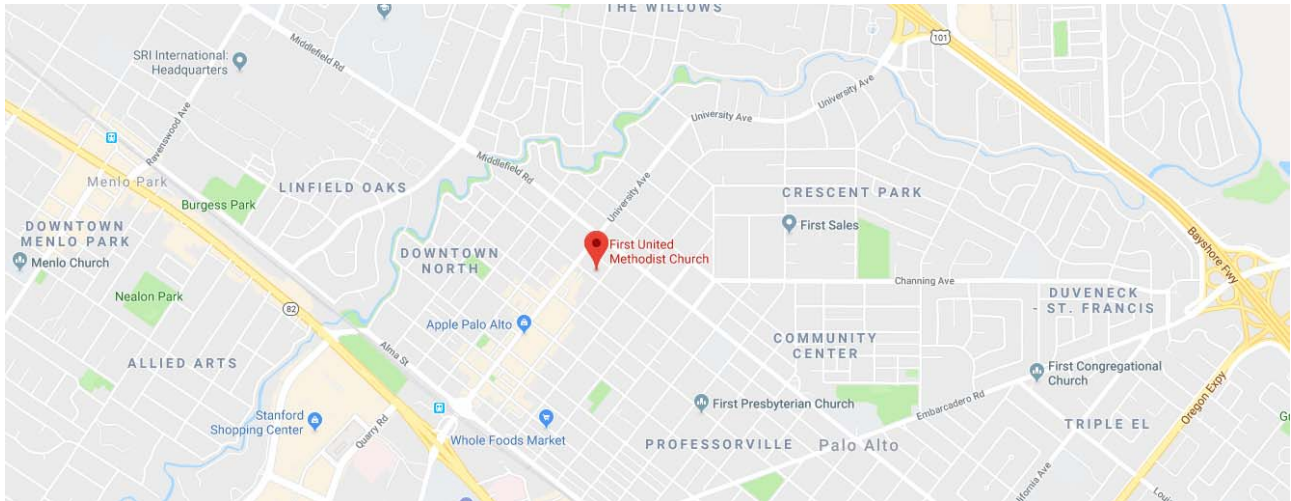 THE WILLOWS
Middlefield Rd
101
SRI International:
Headquarters
University Ave
University Ave
Ravenswood Ave
Middlefield Rd
Menlo Park
LINFIELD OAKS
University Ave
CRESCENT PARK
Burgess Park
First Sales
DOWNTOWN
MENLO PARK
Menlo Church
DOWNTOWN
NORTH
First United
Methodist Church
Bayshore Fwy
Channing Ave
Nealon Park
82
DUVENECK
- ST. FRANCIS
Apple Palo Alto
COMMUNITY
CENTER
Alma St
ALLIED ARTS
First Congregational
Church
Oregon Expy
First Presbyterian Church
Embarcadero Rd
Stanford
Shopping Center
Quarry Rd
Whole Foods Market
TRIPLE EL
PROFESSORVILLE
Palo Alto